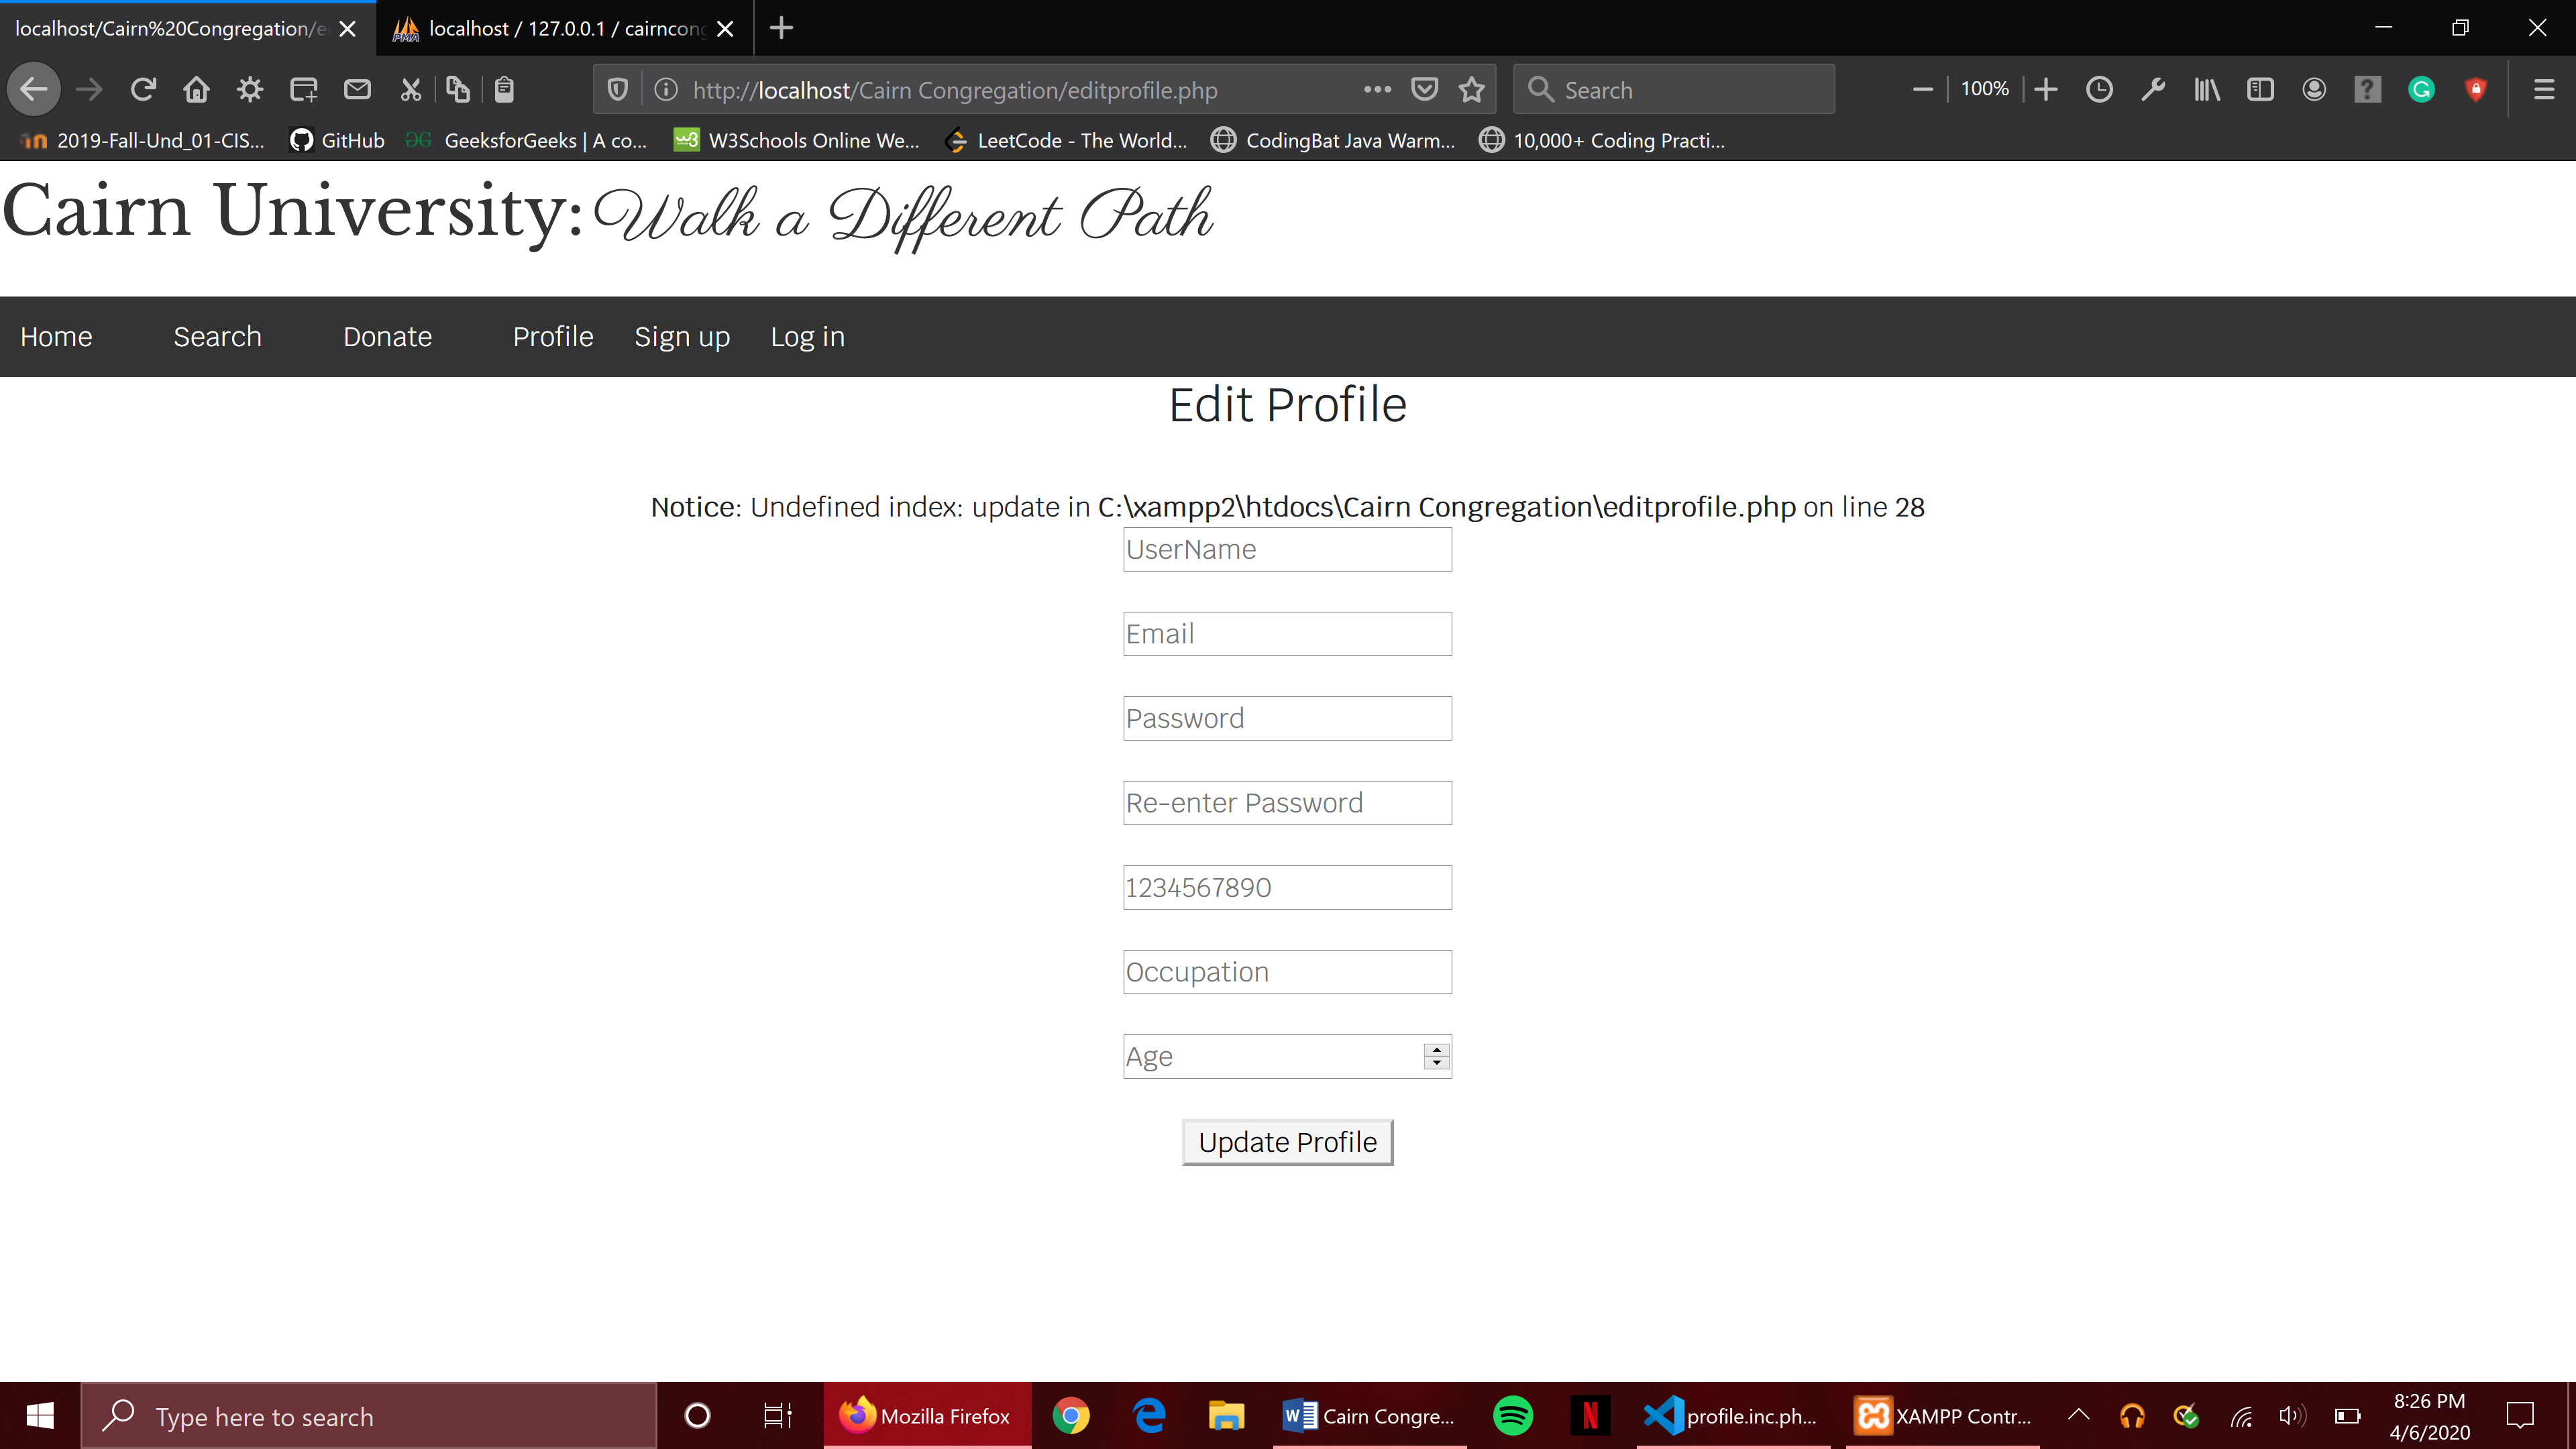 localhost/Cairn%20Congregation/e
localhost / 127.0.0.1 / cairncong
http://localhost/Cairn Congregation/editprofile.php
Search
100%
2019-Fall-Und_01-CIS...
GitHub
GeeksforGeeks | A co...
W3Schools Online We...
LeetCode - The World...
CodingBat Java Warm...
10,000+ Coding Practi...
Cairn University: Walk a Different Path
Home Search Donate Profile Sign up Log in
Edit Profile
Notice: Undefined index: update in C:\xampp2\htdocs\Cairn Congregation\editprofile.php on line 28
UserName
Email
Password
Re-enter Password
1234567890
Occupation
Age
Update Profile
Type here to search
Mozilla Firefox
Cairn Congre...
profile.inc.ph...
XAMPP Contr...
8:26 PM
4/6/2020